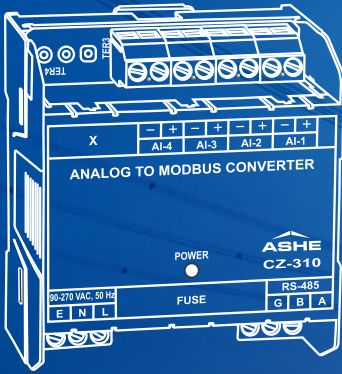 TER4
TER3
X
− + − + − + − +
AI-4 AI-3 AI-2 AI-1
ANALOG TO MODBUS CONVERTER
ASHE
CZ-310
POWER
90-270 VAC, 50 Hz
E N L
FUSE
RS-485
G B A